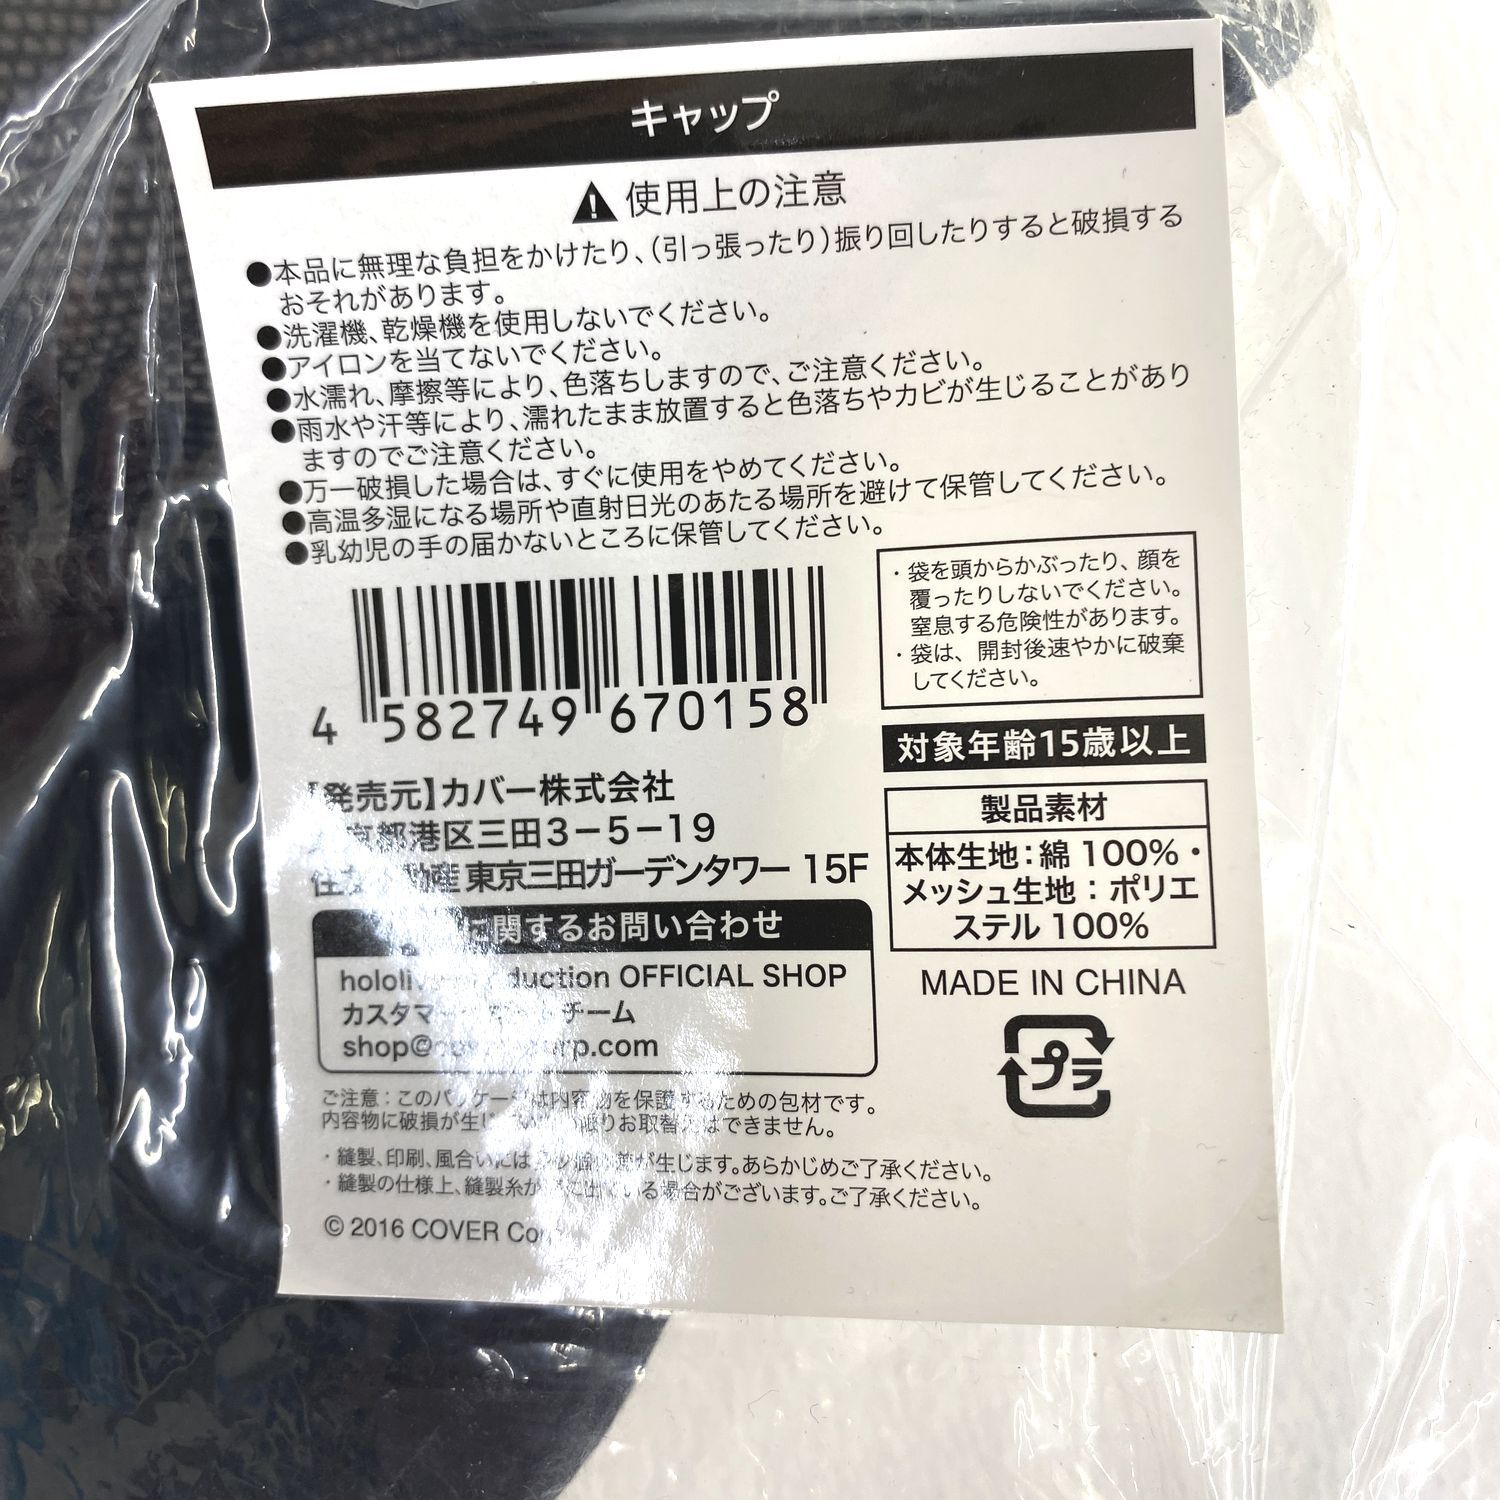 キャップ
使用上の注意
●本品に無理な負担をかけたり、(引っ張ったり)振り回したりすると破損する
おそれがあります。
●洗濯機、乾燥機を使用しないでください。
●アイロンを当てないでください。
●水濡れ、摩擦等により、色落ちしますので、ご注意ください。
●雨水や汗等により、濡れたまま放置すると色落ちやカビが生じることがあり
ますのでご注意ください。
●万一破損した場合は、すぐに使用をやめてください。
●高温多湿になる場所や直射日光のあたる場所を避けて保管してください。
●乳幼児の手の届かないところに保管してください。
・袋を頭からかぶったり、顔を
覆ったりしないでください。
窒息する危険性があります。
・袋は、開封後速やかに破棄
してください。
4 582749 670158
対象年齢15歳以上
【発売元】カバー株式会社
京都港区三田3-5-19
動産 東京三田ガーデンタワー 15F
製品素材
本体生地:綿 100%・
メッシュ生地:ポリエ
ステル 100%
に関するお問い合わせ
OFFICIAL SHOP
チーム
MADE IN CHINA
プラ
ご注意:このパッケージは内容物を保護するための包材です。
内容物に破損が生じ りお取替えはできません。
・縫製、印刷、風合いには が生じます。あらかじめご了承ください。
・縫製の仕様上、縫製糸が ている場合がございます。ご了承ください。
© 2016 COVER